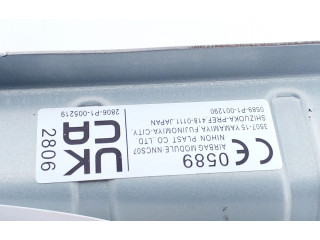 CE 0589
AIRBAG MODULE NNCS07
NIHON PLAST CO.,LTD
3507-15 YAMAMIYA-FUJINOMIYA-CITY
SHIZUOKA-PREF 418-0111 JAPAN
0589-P1-001290
UK
CA
2806
2806-P1-005219